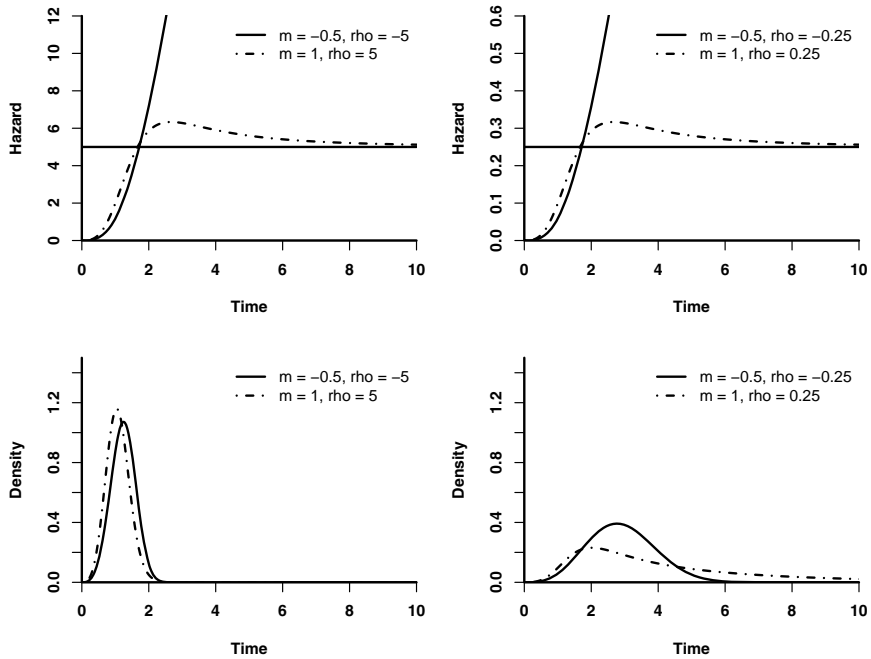 m = −0.5, rho = −5
m = 1, rho = 5
Hazard
0 2 4 6 8 10 12
0 2 4 6 8 10
Time
m = −0.5, rho = −0.25
m = 1, rho = 0.25
Hazard
0.0 0.1 0.2 0.3 0.4 0.5 0.6
0 2 4 6 8 10
Time
m = −0.5, rho = −5
m = 1, rho = 5
Density
0.0 0.4 0.8 1.2
0 2 4 6 8 10
Time
m = −0.5, rho = −0.25
m = 1, rho = 0.25
Density
0.0 0.4 0.8 1.2
0 2 4 6 8 10
Time